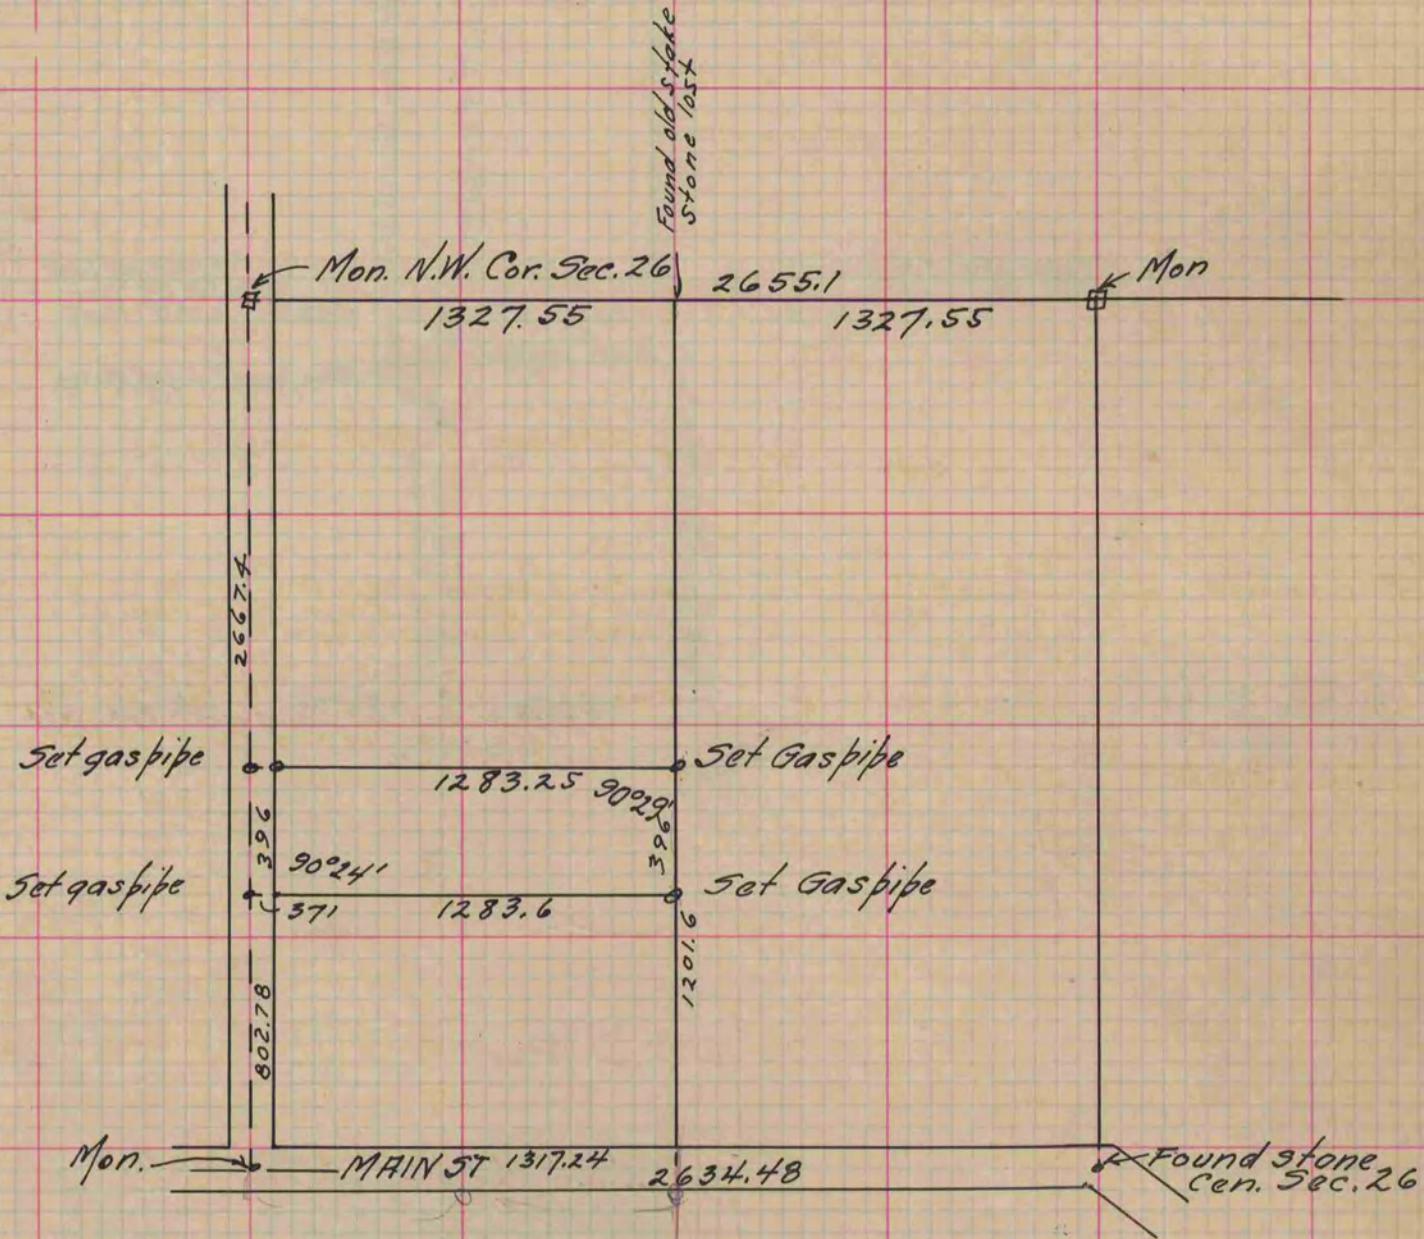 Found old stake
Stone lost
Mon. N.W. Cor. Sec. 26
2655.1
Mon
1327.55
1327.55
2667.4
Set gaspipe
Set Gaspipe
1283.25
90°29'
396
396'
90°24'
Set gaspipe
Set Gaspipe
37'
1283.6
1201.6
802.78
Mon.
MAIN ST
1317.24
2634.48
Found stone
Cen. Sec. 26